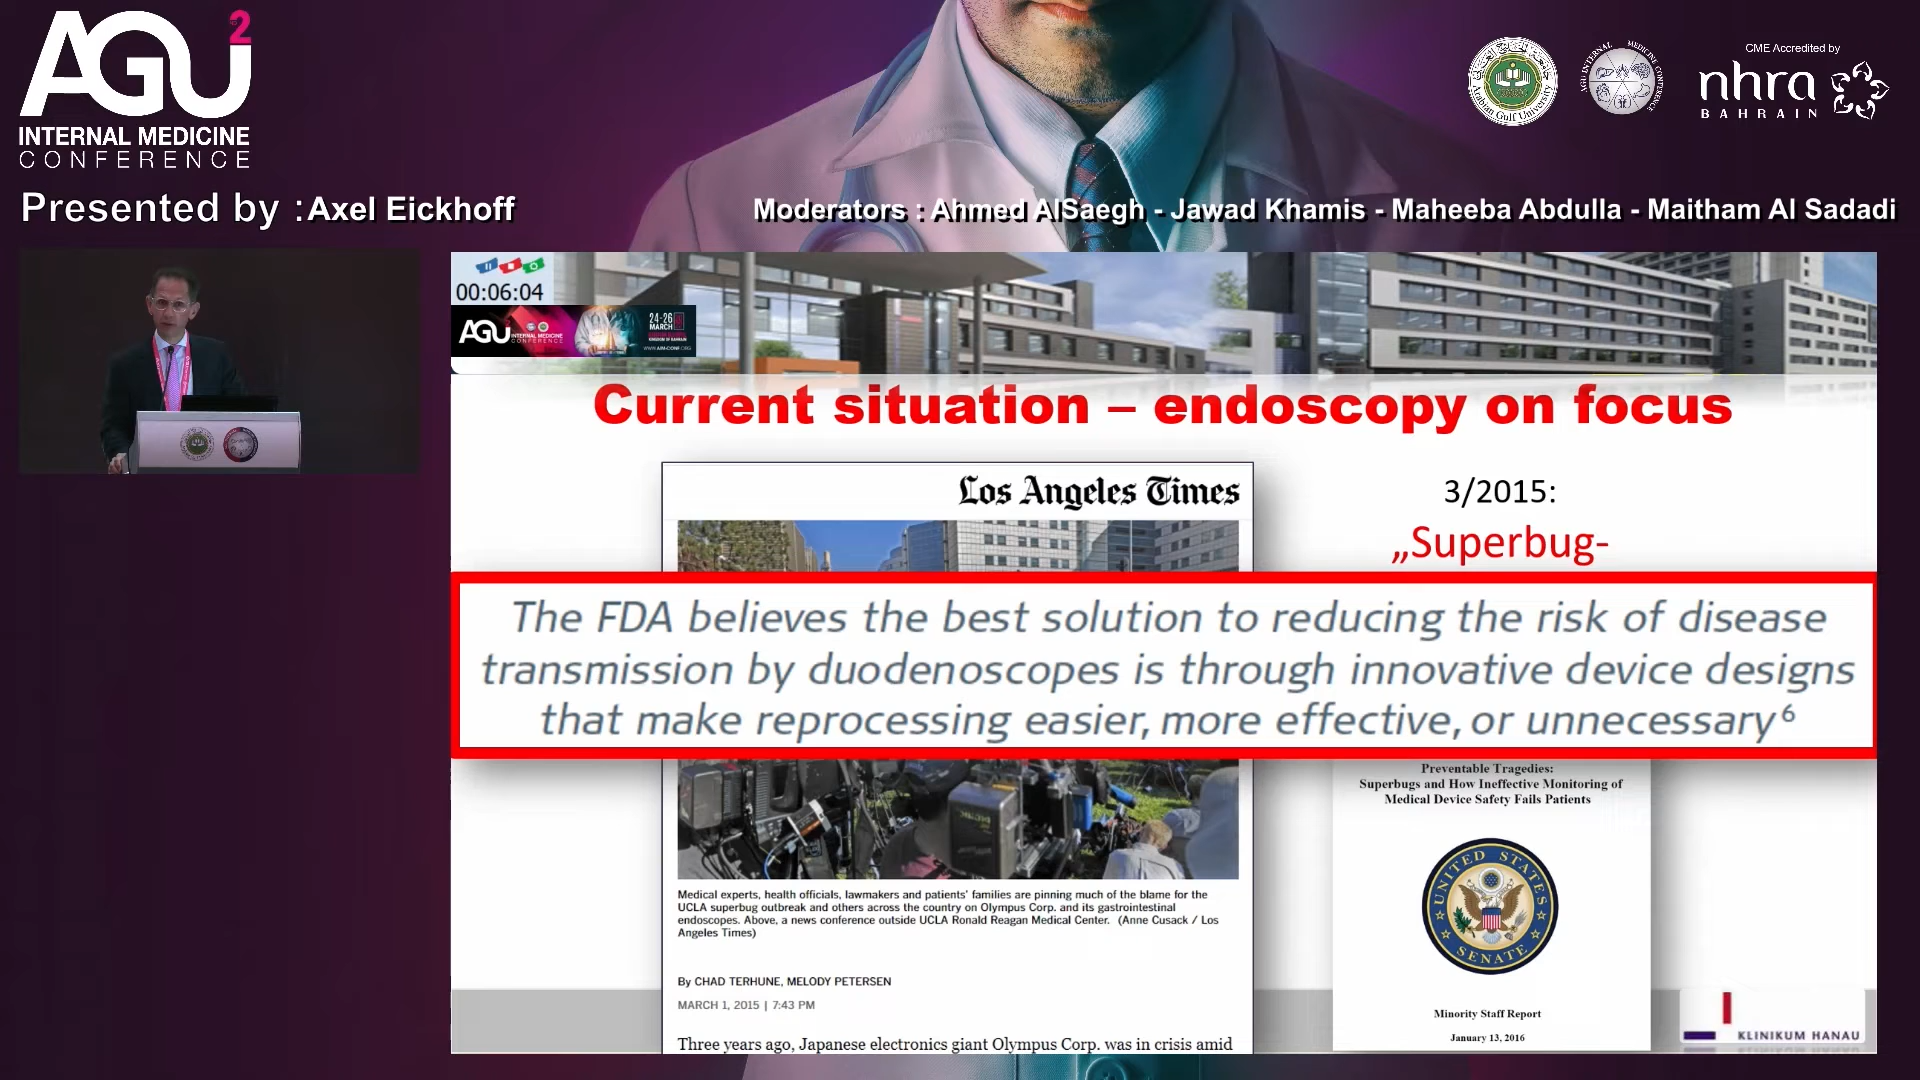 AGU2
INTERNAL MEDICINE
CONFERENCE
CME Accredited by
nhra
BAHRAIN
Arabian Gulf University
AGU INTERNAL MEDICINE CONFERENCE
Presented by : Axel Eickhoff
Moderators : Ahmed AlSaegh - Jawad Khamis - Maheeba Abdulla - Maitham Al Sadadi
00:06:04
AGU INTERNAL MEDICINE
CONFERENCE
24-26
MARCH
KINGDOM OF BAHRAIN
WWW.AIM-CONF.ORG
Current situation – endoscopy on focus
Los Angeles Times
3/2015:
„Superbug-
The FDA believes the best solution to reducing the risk of disease
transmission by duodenoscopes is through innovative device designs
that make reprocessing easier, more effective, or unnecessary6
Medical experts, health officials, lawmakers and patients' families are pinning much of the blame for the
UCLA superbug outbreak and others across the country on Olympus Corp. and its gastrointestinal
endoscopes. Above, a news conference outside UCLA Ronald Reagan Medical Center. (Anne Cusack / Los
Angeles Times)
By CHAD TERHUNE, MELODY PETERSEN
MARCH 1, 2015 | 7:43 PM
Three years ago, Japanese electronics giant Olympus Corp. was in crisis amid
Preventable Tragedies:
Superbugs and How Ineffective Monitoring of
Medical Device Safety Fails Patients
UNITED STATES
SENATE
Minority Staff Report
January 13, 2016
KLINIKUM HANAU